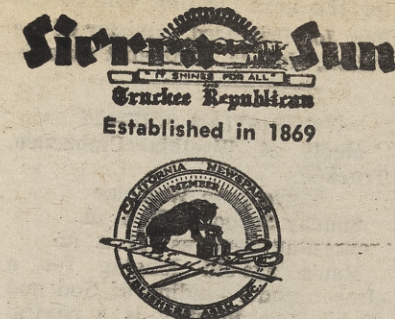 Sierra Sun
"IT SHINES FOR ALL"
Truckee Republican
Established in 1869
CALIFORNIA NEWSPAPER
MEMBER
PUBLISHERS ASSN. INC.